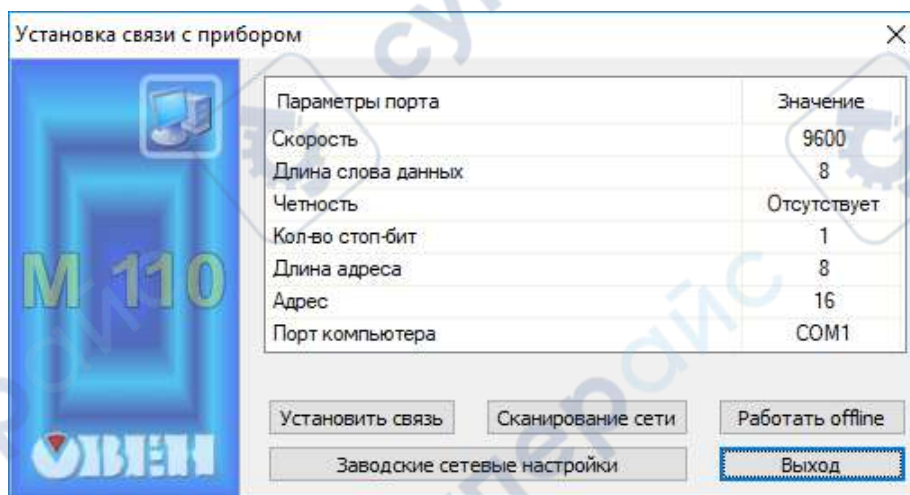 Установка связи с прибором
М 110
ОВЕН
Параметры порта Значение
Скорость 9600
Длина слова данных 8
Четность Отсутствует
Кол-во стоп-бит 1
Длина адреса 8
Адрес 16
Порт компьютера COM1
Установить связь Сканирование сети Работать offline
Заводские сетевые настройки Выход